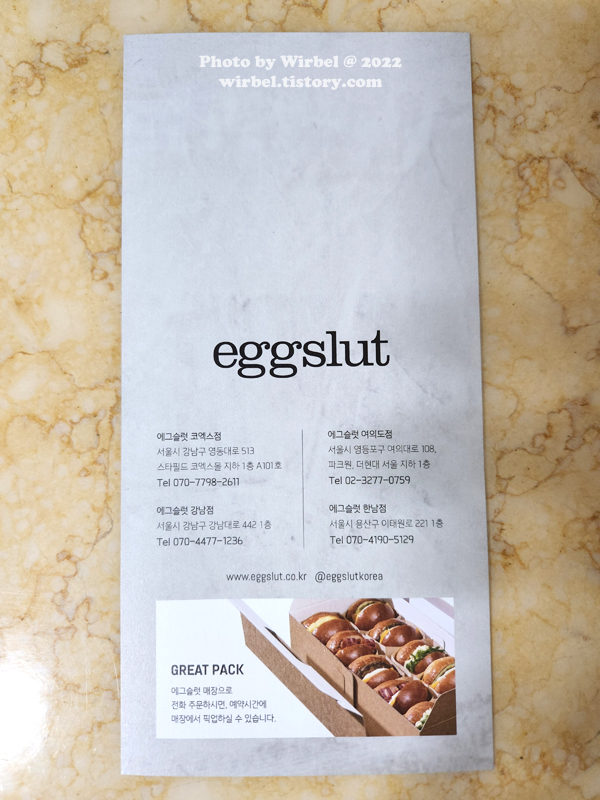 Photo by Wirbel @ 2022
wirbel.tistory.com
eggslut
에그슬럿 코엑스점
서울시 강남구 영동대로 513
스타필드 코엑스몰 지하 1층 A101호
Tel 070-7798-2611
에그슬럿 여의도점
서울시 영등포구 여의대로 108,
파크원, 더현대 서울 지하 1층
Tel 02-3277-0759
에그슬럿 강남점
서울시 강남구 강남대로 442 1층
Tel 070-4477-1236
에그슬럿 한남점
서울시 용산구 이태원로 221 1층
Tel 070-4190-5129
www.eggslut.co.kr @eggslutkorea
GREAT PACK
에그슬럿 매장으로
전화 주문하시면, 예약시간에
매장에서 픽업하실 수 있습니다.